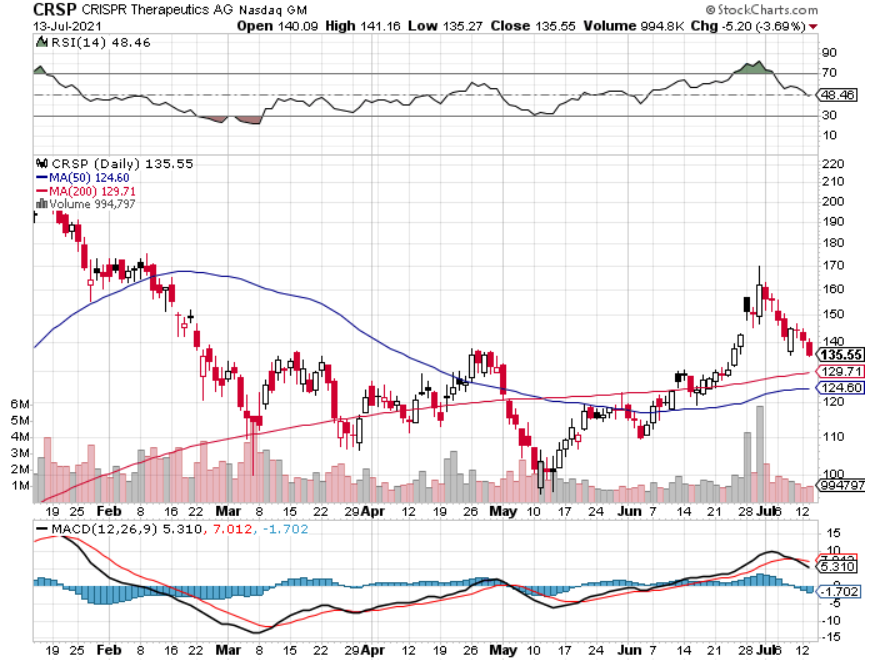 CRSP CRISPR Therapeutics AG Nasdaq GM
© StockCharts.com
13-Jul-2021
Open 140.09 High 141.16 Low 135.27 Close 135.55 Volume 994.8K Chg -5.20 (-3.69%)
RSI(14) 48.46
90
70
48.46
30
10
CRSP (Daily) 135.55
MA(50) 124.60
MA(200) 129.71
Volume 994,797
220
210
200
190
180
170
160
150
140
135.55
129.71
124.60
120
110
100
994797
6M
5M
4M
3M
2M
1M
19 25 Feb 8 16 22 Mar 8 15 22 29 Apr 12 19 26 May 10 17 24 Jun 7 14 21 28 Jul 6 12
MACD(12,26,9) 5.310, 7.012, -1.702
15
10
5.310
0
-1.702
-5
-10
-15
19 25 Feb 8 16 22 Mar 8 15 22 29 Apr 12 19 26 May 10 17 24 Jun 7 14 21 28 Jul 6 12